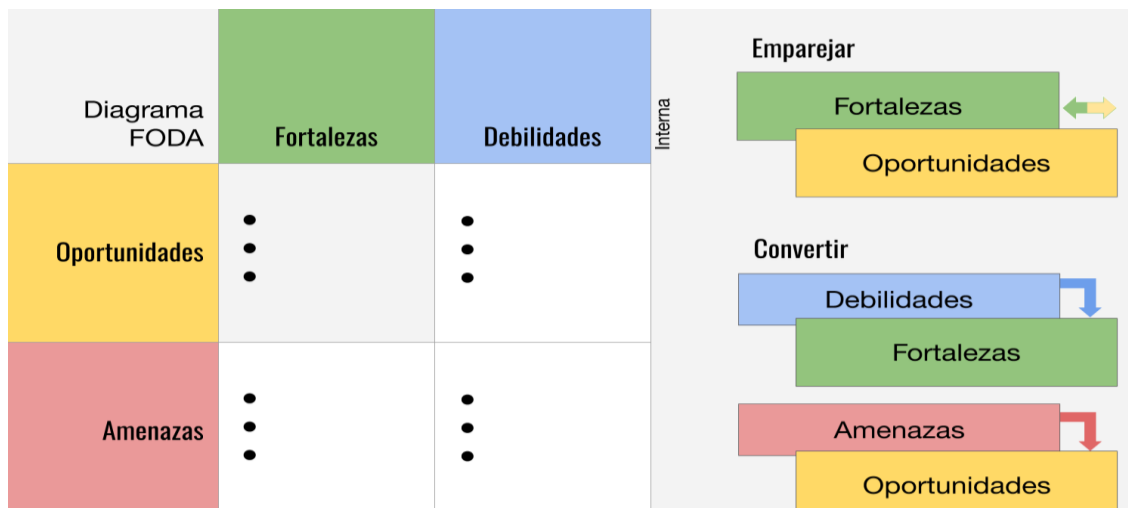 Diagrama
FODA
Fortalezas
Debilidades
Interna
Oportunidades
Amenazas
Emparejar
Fortalezas
Oportunidades
Convertir
Debilidades
Fortalezas
Amenazas
Oportunidades